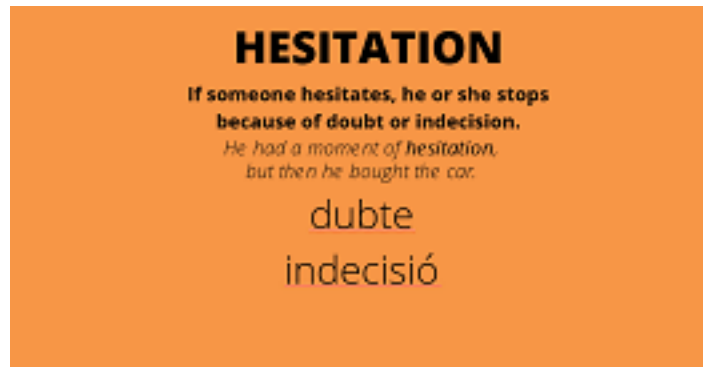 HESITATION
If someone hesitates, he or she stops
because of doubt or indecision.
He had a moment of hesitation,
but then he bought the car.
dubte
indecisió